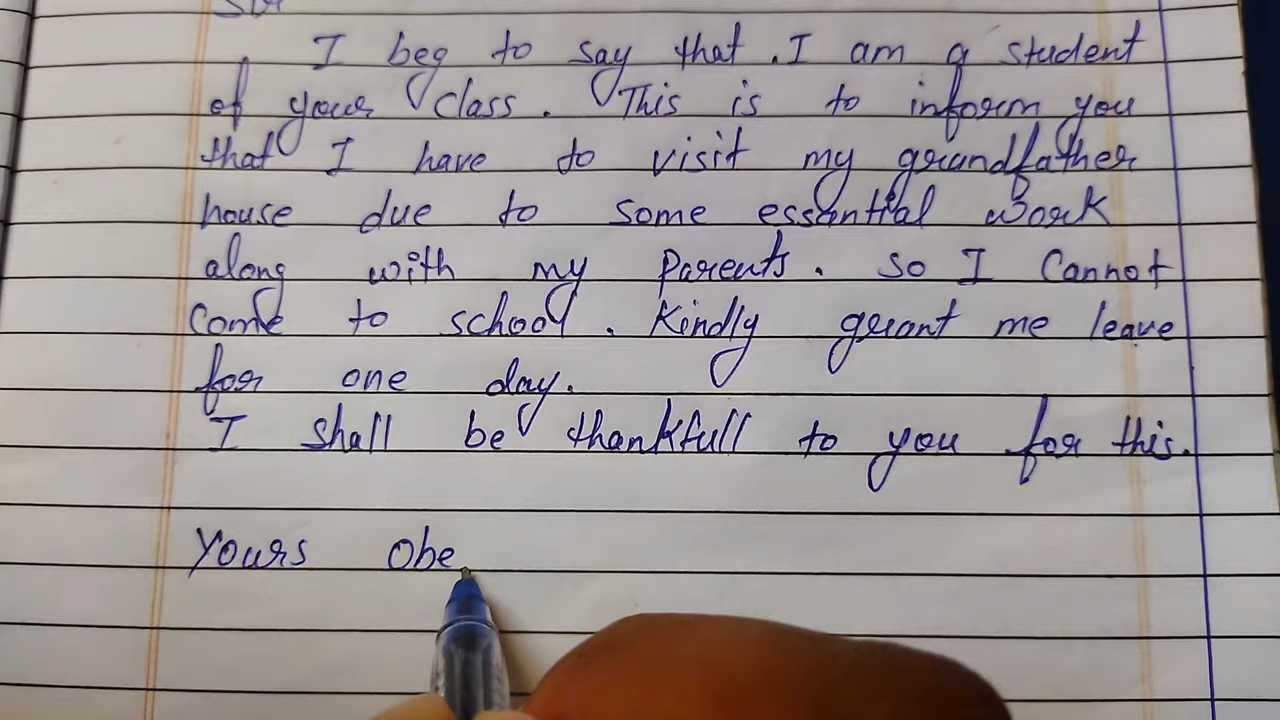 Sir
I beg to say that . I am a student
of your class . This is to inform you
that I have to visit my grandfather
house due to some essential work
along with my Parents . So I Cannot
Come to school . Kindly grant me leave
for one day.
I shall be thankfull to you for this.
Yours Obe